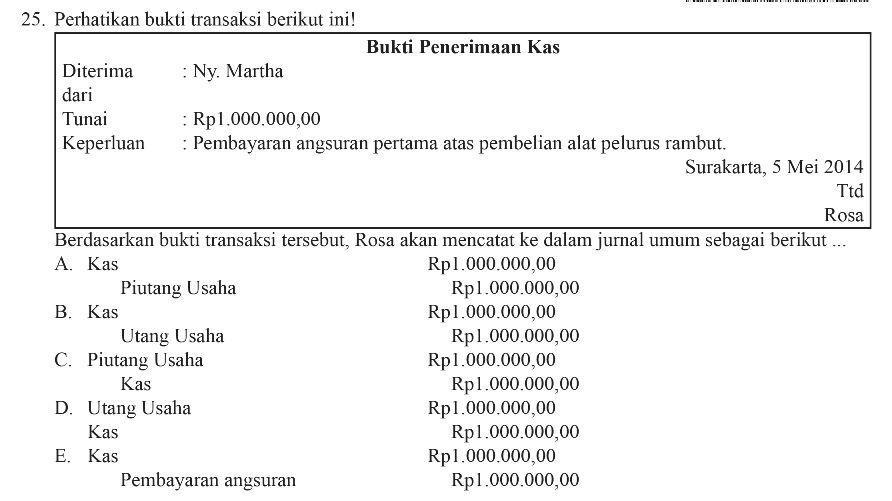 25. Perhatikan bukti transaksi berikut ini!
Bukti Penerimaan Kas
Diterima dari : Ny. Martha
Tunai : Rp1.000.000,00
Keperluan : Pembayaran angsuran pertama atas pembelian alat pelurus rambut.
Surakarta, 5 Mei 2014
Ttd
Rosa
Berdasarkan bukti transaksi tersebut, Rosa akan mencatat ke dalam jurnal umum sebagai berikut ...
A. Kas Rp1.000.000,00
Piutang Usaha Rp1.000.000,00
B. Kas Rp1.000.000,00
Utang Usaha Rp1.000.000,00
C. Piutang Usaha Rp1.000.000,00
Kas Rp1.000.000,00
D. Utang Usaha Rp1.000.000,00
Kas Rp1.000.000,00
E. Kas Rp1.000.000,00
Pembayaran angsuran Rp1.000.000,00